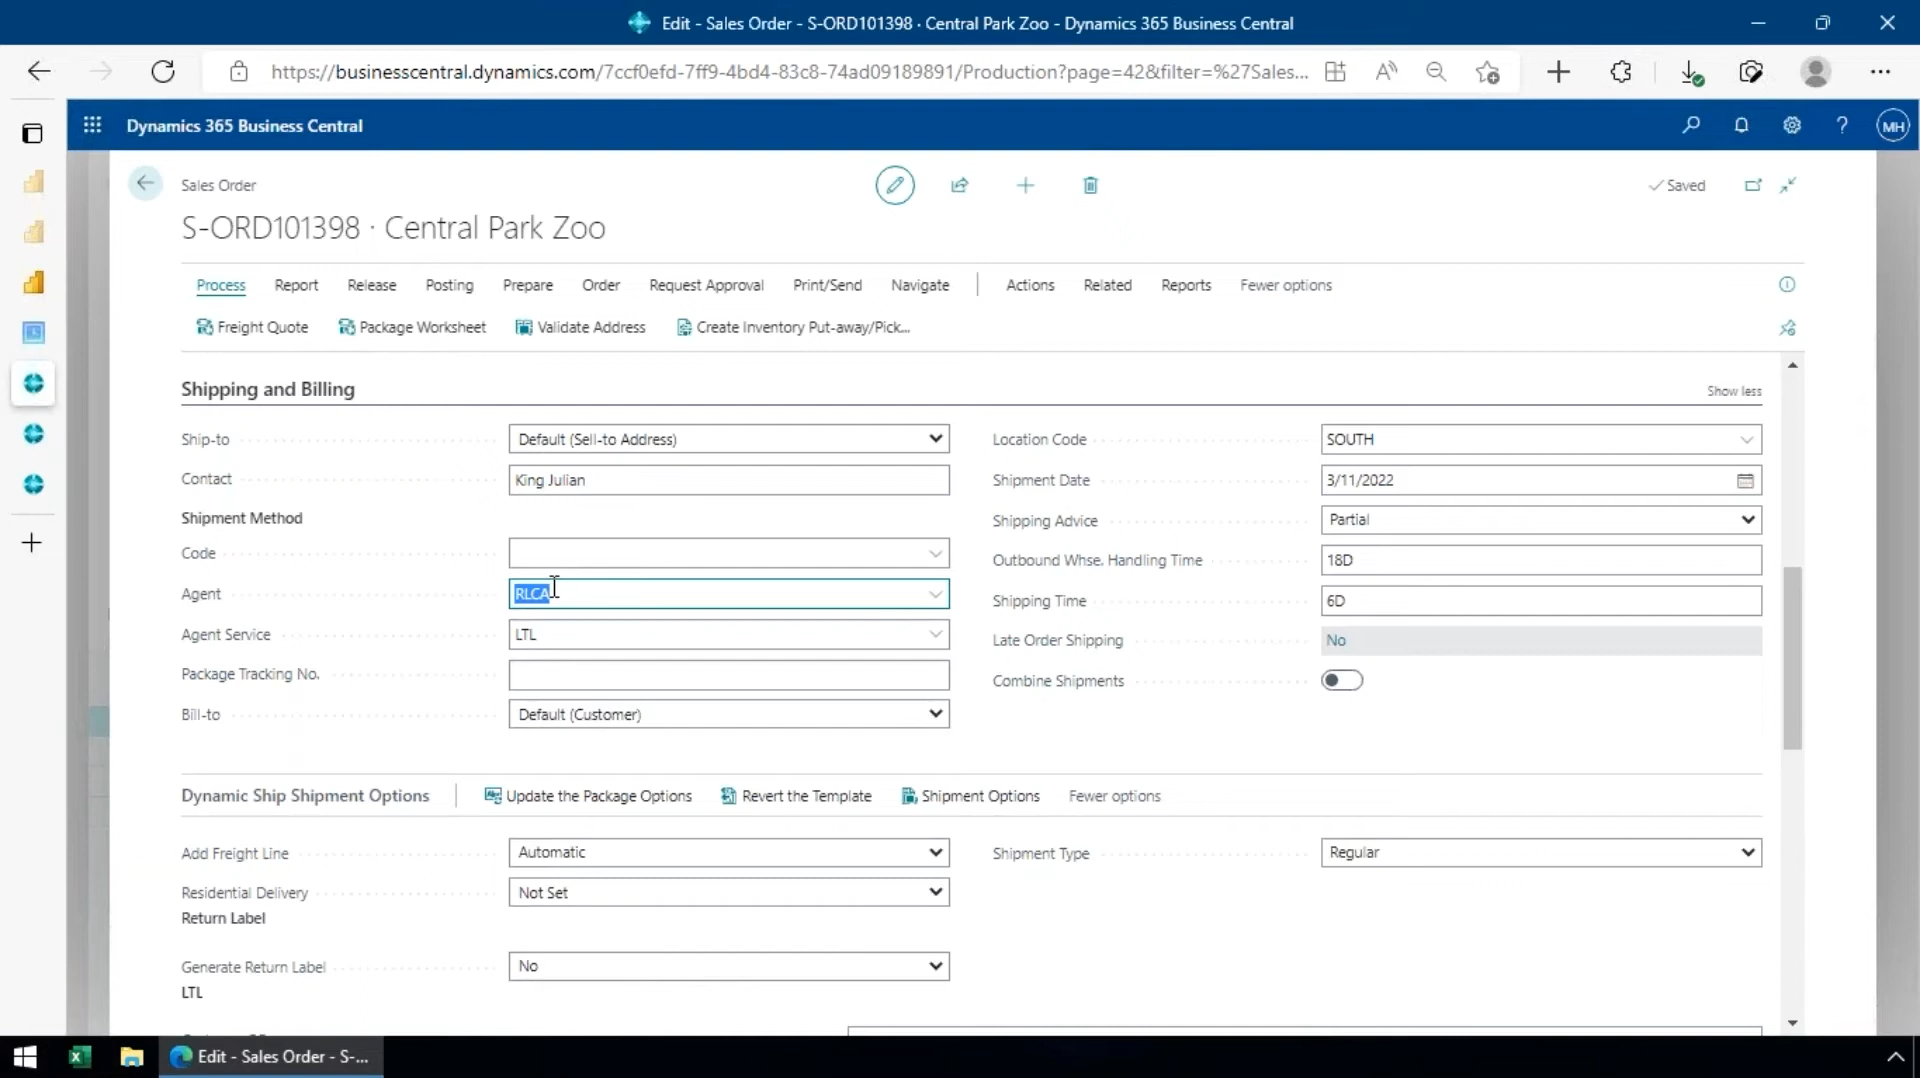 Edit - Sales Order - S-ORD101398 · Central Park Zoo - Dynamics 365 Business Central
https://businesscentral.dynamics.com/7ccf0efd-7ff9-4bd4-83c8-74ad09189891/Production?page=42&filter=%27Sales...
Dynamics 365 Business Central
MH
Sales Order
Saved
S-ORD101398 · Central Park Zoo
Process Report Release Posting Prepare Order Request Approval Print/Send Navigate Actions Related Reports Fewer options
Freight Quote Package Worksheet Validate Address Create Inventory Put-away/Pick...
Shipping and Billing
Show less
Ship-to Default (Sell-to Address)
Location Code SOUTH
Contact King Julian
Shipment Date 3/11/2022
Shipment Method
Shipping Advice Partial
Code
Outbound Whse. Handling Time 18D
Agent RLCA
Shipping Time 6D
Agent Service LTL
Late Order Shipping No
Package Tracking No.
Combine Shipments
Bill-to Default (Customer)
Dynamic Ship Shipment Options Update the Package Options Revert the Template Shipment Options Fewer options
Add Freight Line Automatic
Shipment Type Regular
Residential Delivery Not Set
Return Label
Generate Return Label No
LTL
Edit - Sales Order - S-...